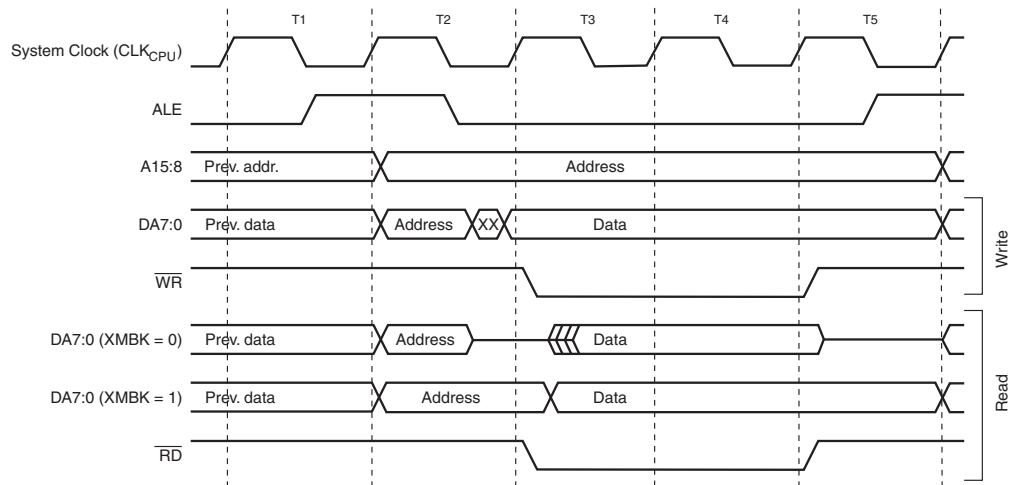 T1 T2 T3 T4 T5
System Clock (CLKCPU)
ALE
A15:8 Prev. addr. Address
DA7:0 Prev. data Address XX Data
WR
Write
DA7:0 (XMBK = 0) Prev. data Address Data
DA7:0 (XMBK = 1) Prev. data Address Data
RD
Read